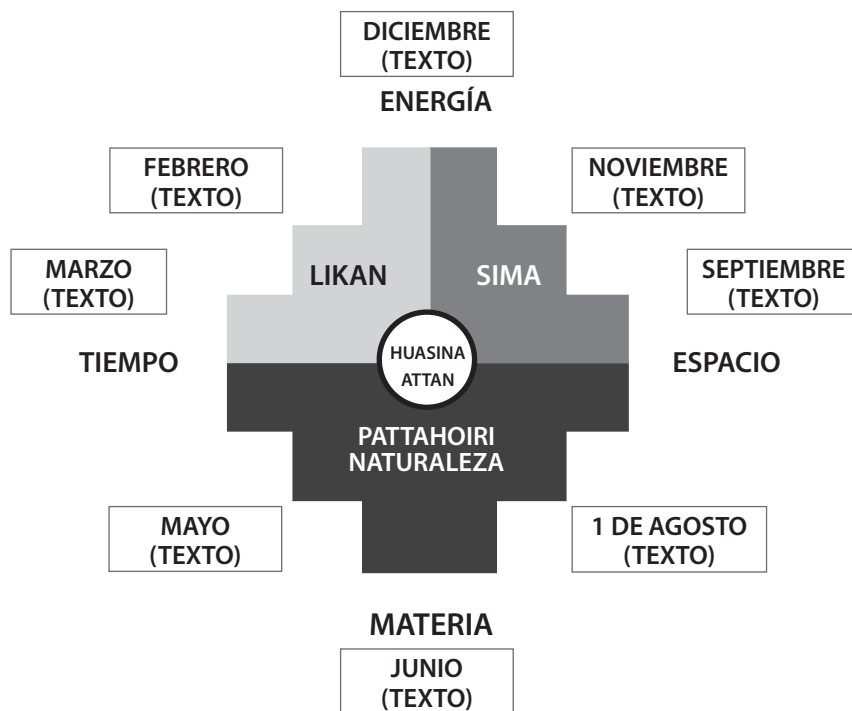 DICIEMBRE
(TEXTO)
ENERGÍA
FEBRERO
(TEXTO)
NOVIEMBRE
(TEXTO)
LIKAN
SIMA
MARZO
(TEXTO)
SEPTIEMBRE
(TEXTO)
TIEMPO
HUASINA
ATTAN
ESPACIO
PATTAHOIRI
NATURALEZA
MAYO
(TEXTO)
1 DE AGOSTO
(TEXTO)
MATERIA
JUNIO
(TEXTO)